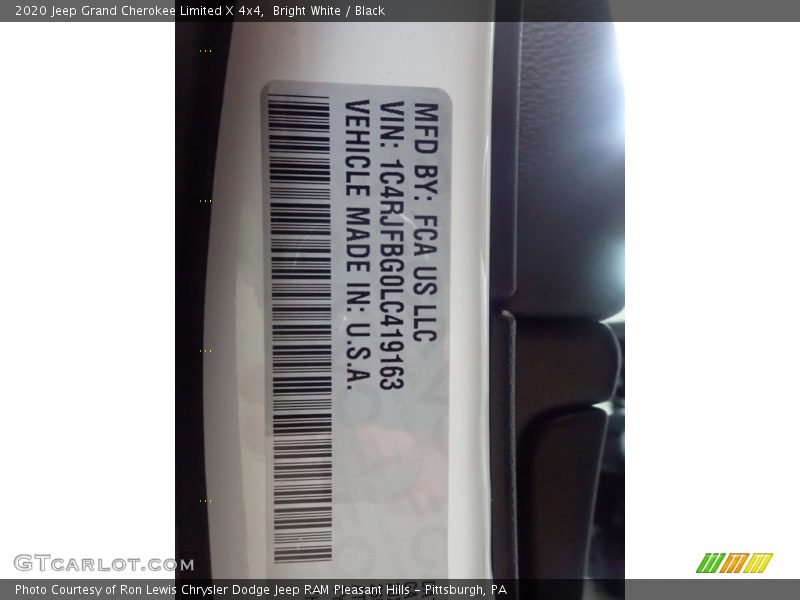 2020 Jeep Grand Cherokee Limited X 4x4, Bright White / Black
MFD BY: FCA US LLC
VIN: 1C4RJFBG0LC419163
VEHICLE MADE IN: U.S.A.
GTCarlot.com
Photo Courtesy of Ron Lewis Chrysler Dodge Jeep RAM Pleasant Hills – Pittsburgh, PA